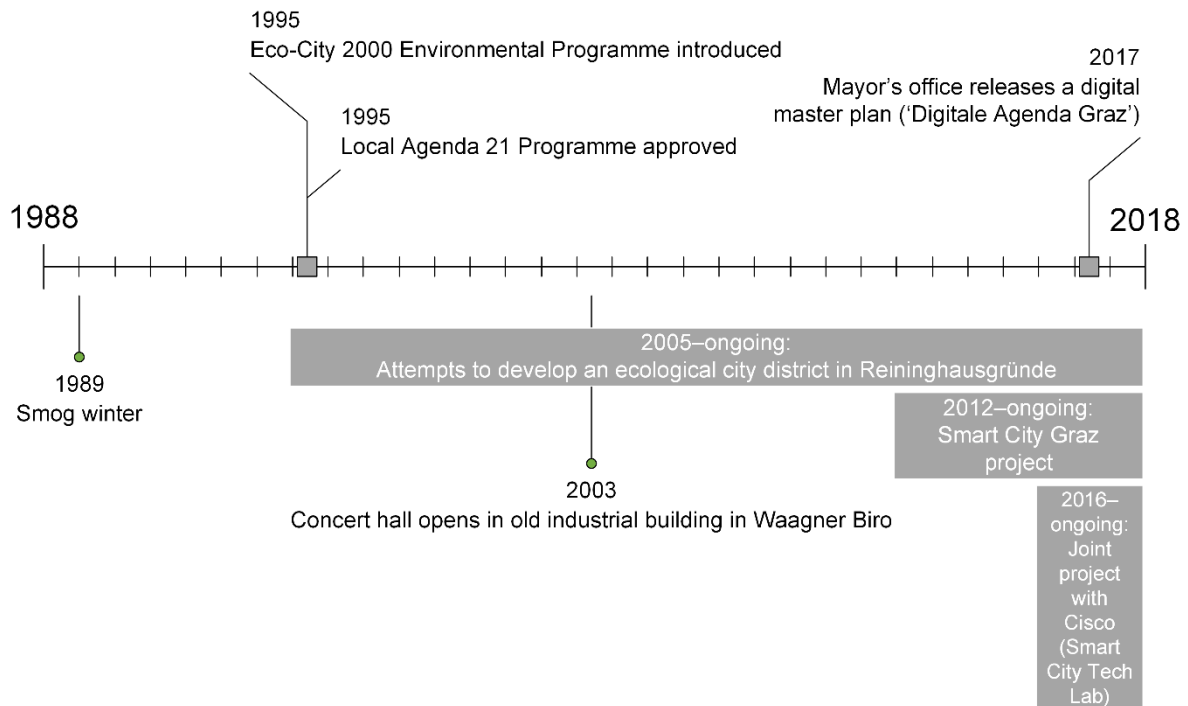 1995
Eco-City 2000 Environmental Programme introduced
1995
Local Agenda 21 Programme approved
2017
Mayor’s office releases a digital
master plan (‘Digitale Agenda Graz’)
1988
2018
1989
Smog winter
2005–ongoing:
Attempts to develop an ecological city district in Reininghausgründe
2012–ongoing:
Smart City Graz
project
2003
Concert hall opens in old industrial building in Waagner Biro
2016–
ongoing:
Joint
project
with
Cisco
(Smart
City Tech
Lab)